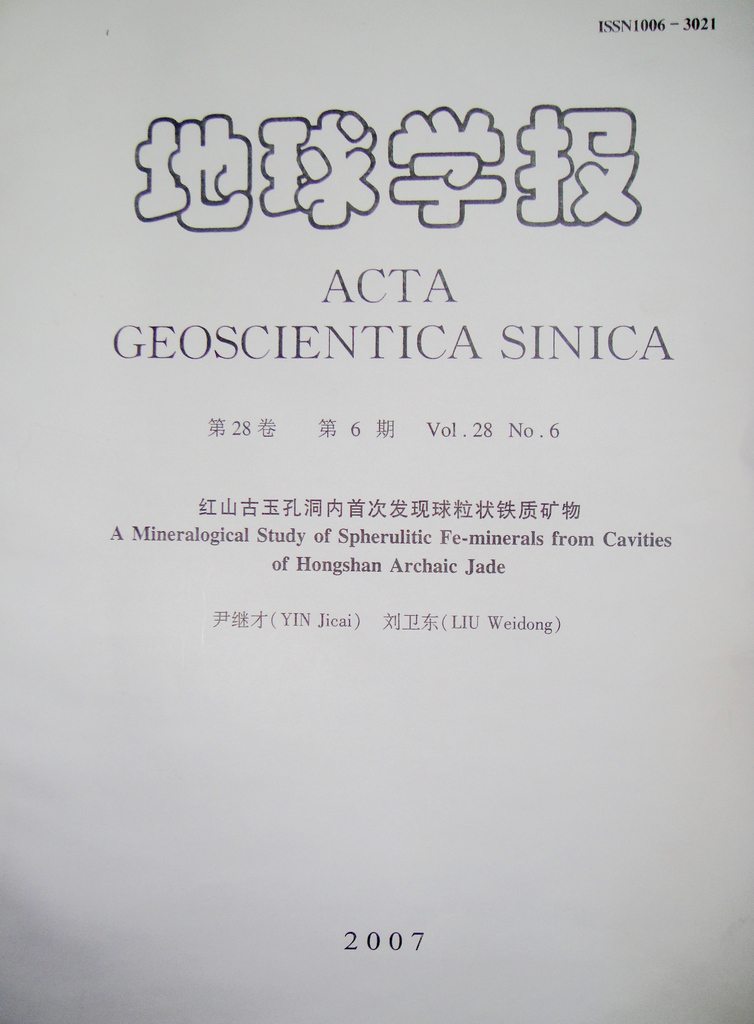 ISSN1006－3021
地球学报
ACTA
GEOSCIENTICA SINICA
第28卷 第 6 期 Vol.28 No.6
红山古玉孔洞内首次发现球粒状铁质矿物
A Mineralogical Study of Spherulitic Fe-minerals from Cavities
of Hongshan Archaic Jade
尹继才(YIN Jicai) 刘卫东(LIU Weidong)
2007